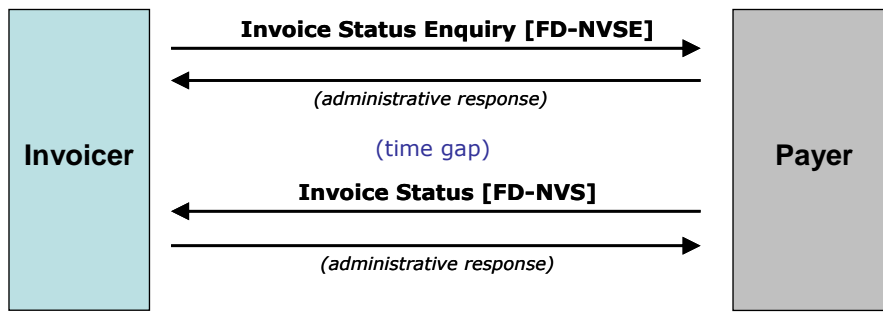 Invoice Status Enquiry [FD-NVSE]
(administrative response)
Invoicer
(time gap)
Payer
Invoice Status [FD-NVS]
(administrative response)